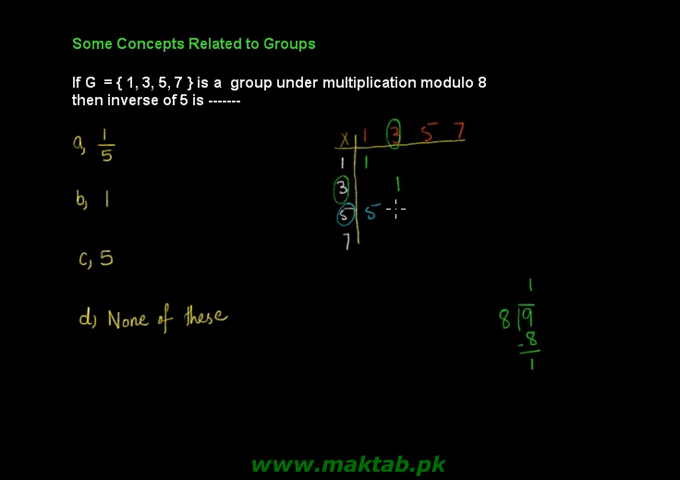 Some Concepts Related to Groups
If G = { 1, 3, 5, 7 } is a group under multiplication modulo 8
then inverse of 5 is -------
a, 1/5
b, 1
c, 5
d) None of these
x 1 3 5 7
1 1
3 1
5 5
7
1
8 9
-8
1
www.maktab.pk